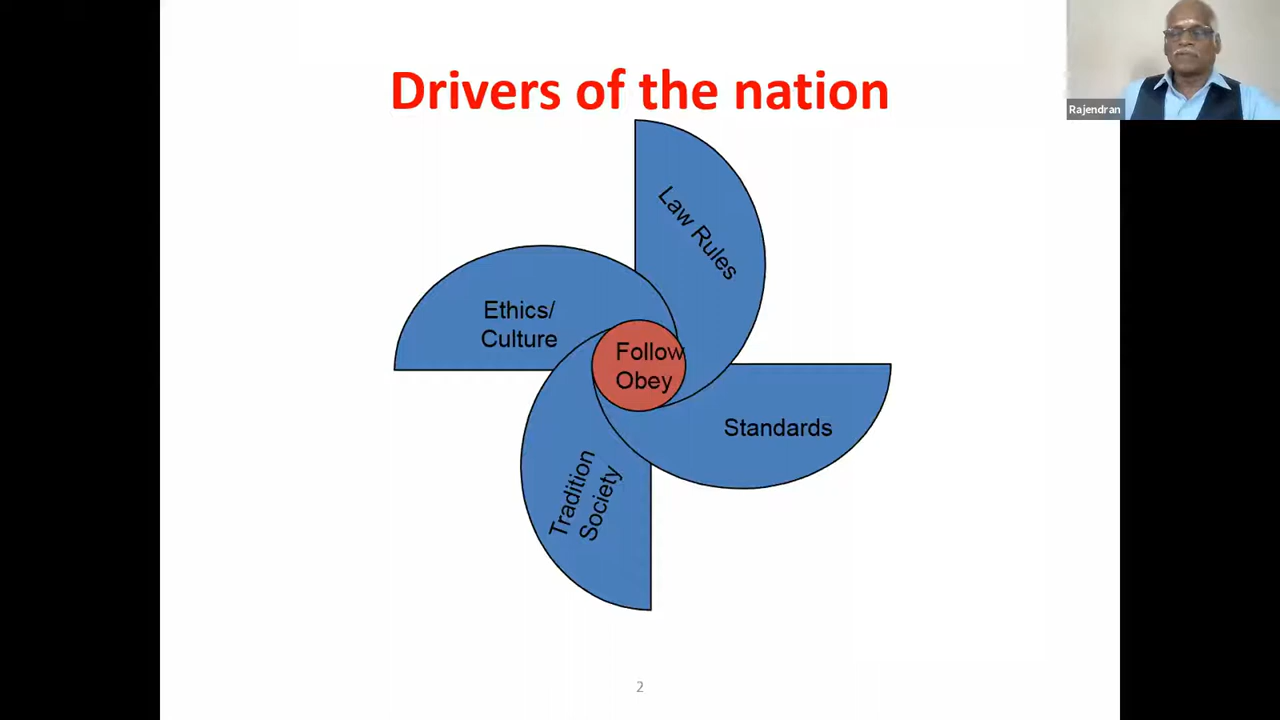 Drivers of the nation
Rajendran
Law Rules
Ethics/
Culture
Follow
Obey
Standards
Tradition
Society
2